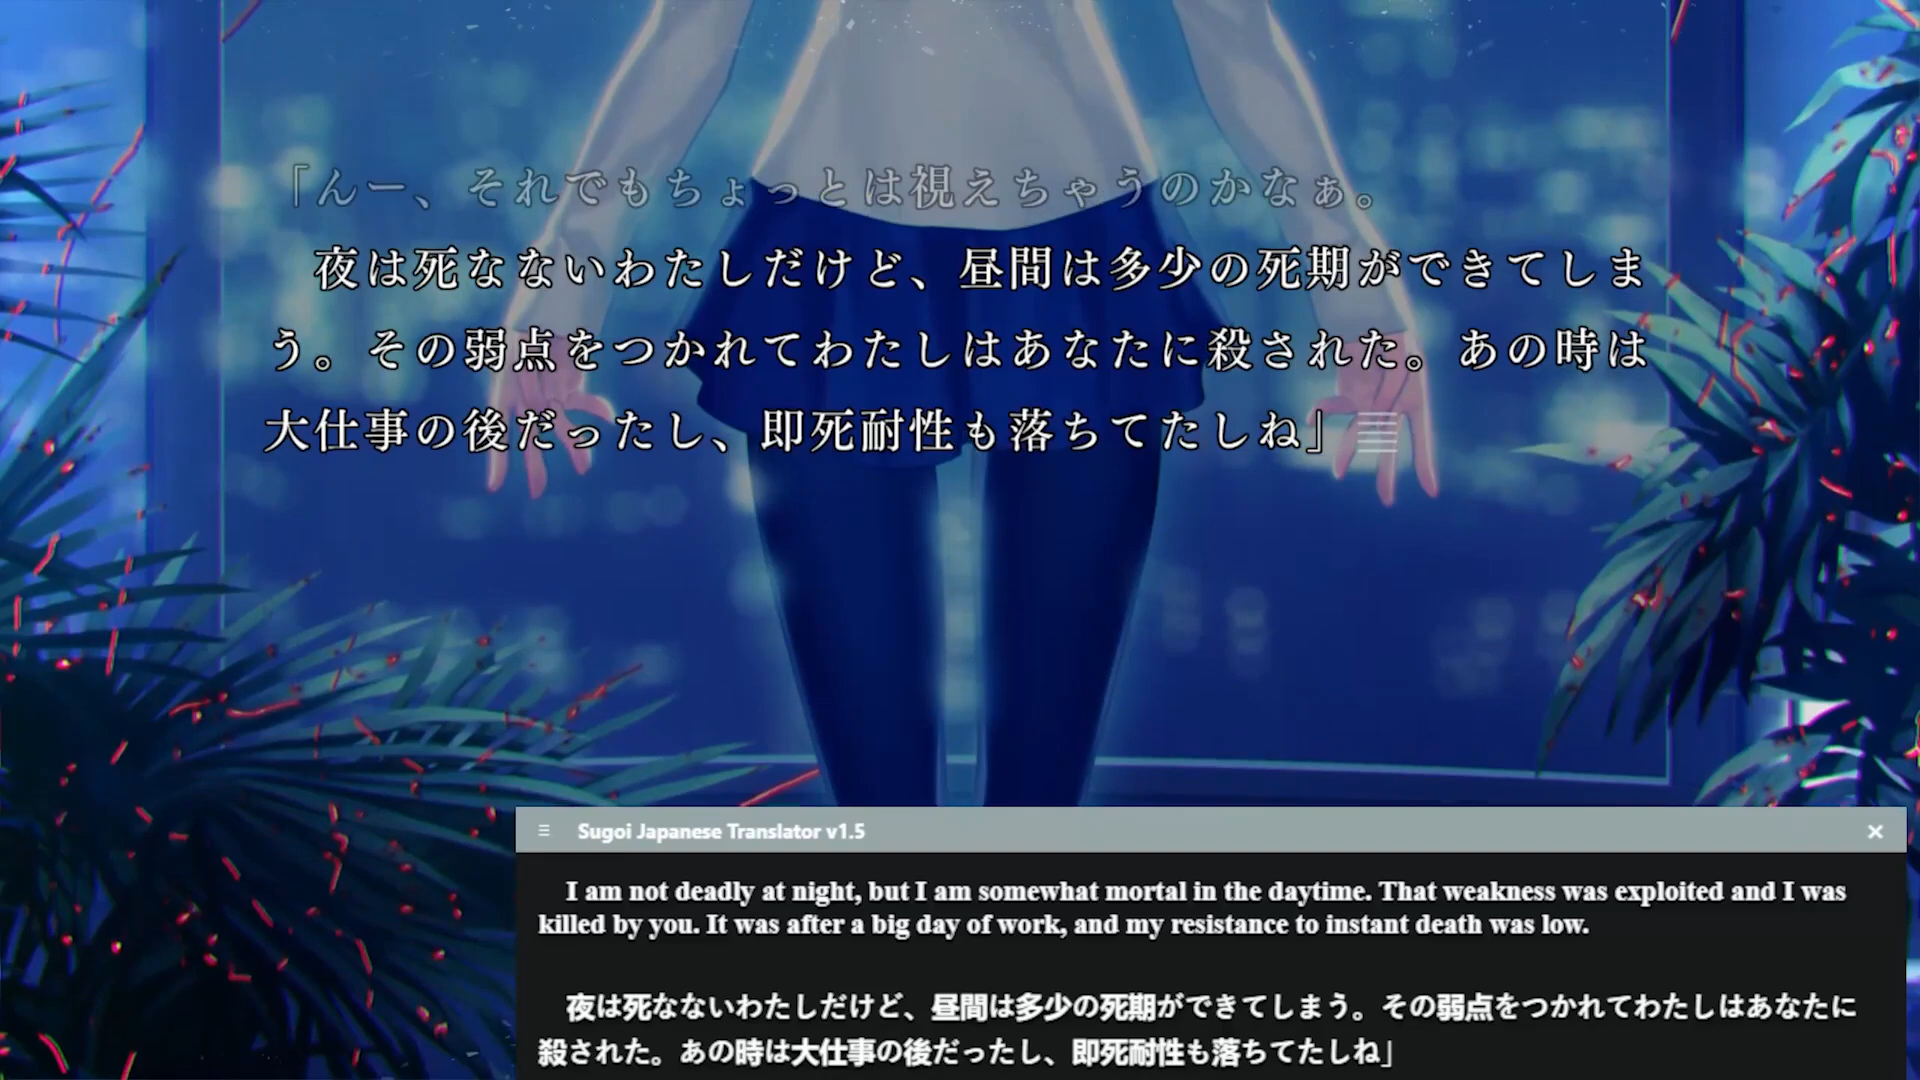 「んー、それでもちょっとは視えちゃうのかなぁ。
夜は死なないわたしだけど、昼間は多少の死期ができてしま
う。その弱点をつかれてわたしはあなたに殺された。あの時は
大仕事の後だったし、即死耐性も落ちてたしね」
Sugoi Japanese Translator v1.5
I am not deadly at night, but I am somewhat mortal in the daytime. That weakness was exploited and I was
killed by you. It was after a big day of work, and my resistance to instant death was low.
夜は死なないわたしだけど、昼間は多少の死期ができてしまう。その弱点をつかれてわたしはあなたに
殺された。あの時は大仕事の後だったし、即死耐性も落ちてたしね」